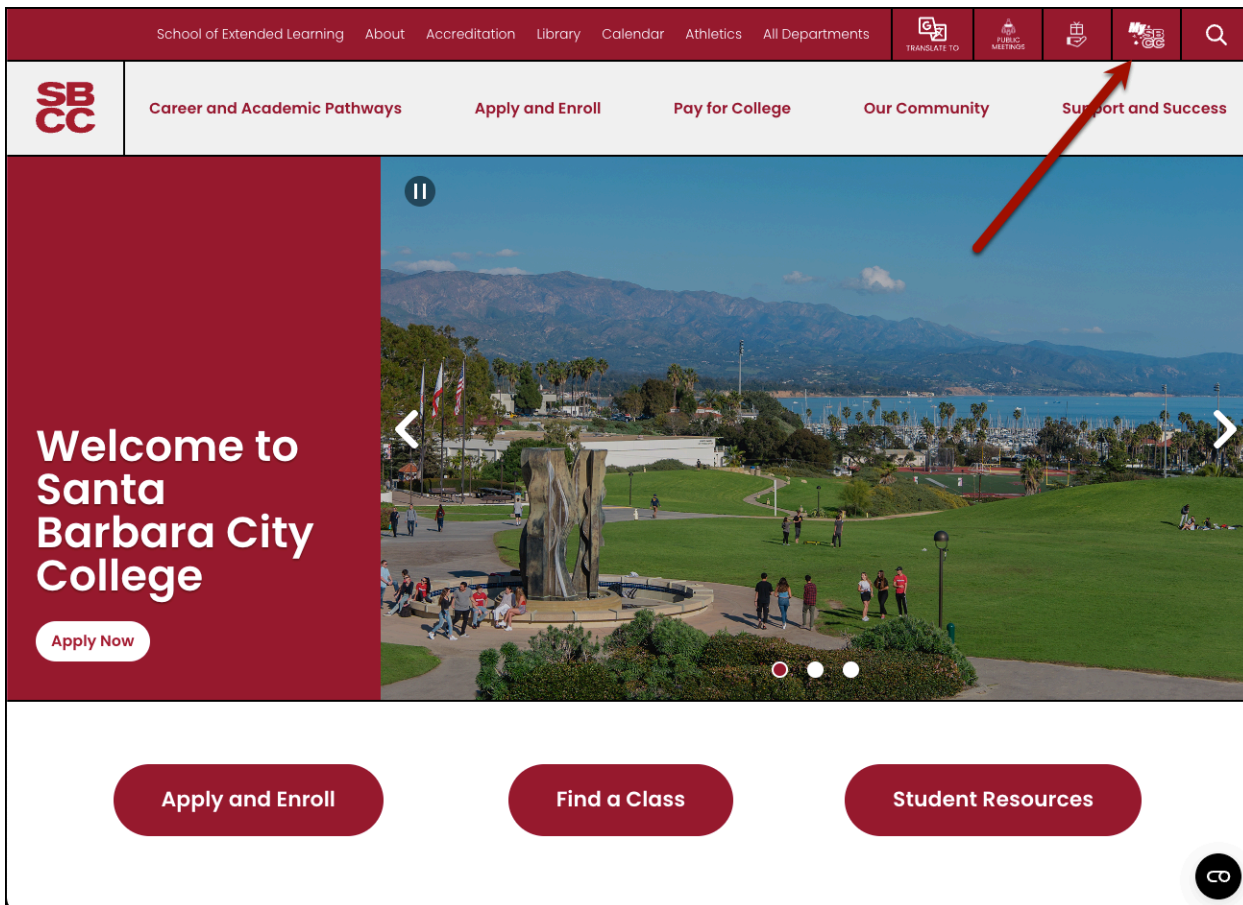 School of Extended Learning About Accreditation Library Calendar Athletics All Departments
TRANSLATE TO
PUBLIC
MEETINGS
My
SB
CC
SB
CC
Career and Academic Pathways Apply and Enroll Pay for College Our Community Support and Success
Welcome to
Santa
Barbara City
College
Apply Now
Apply and Enroll Find a Class Student Resources